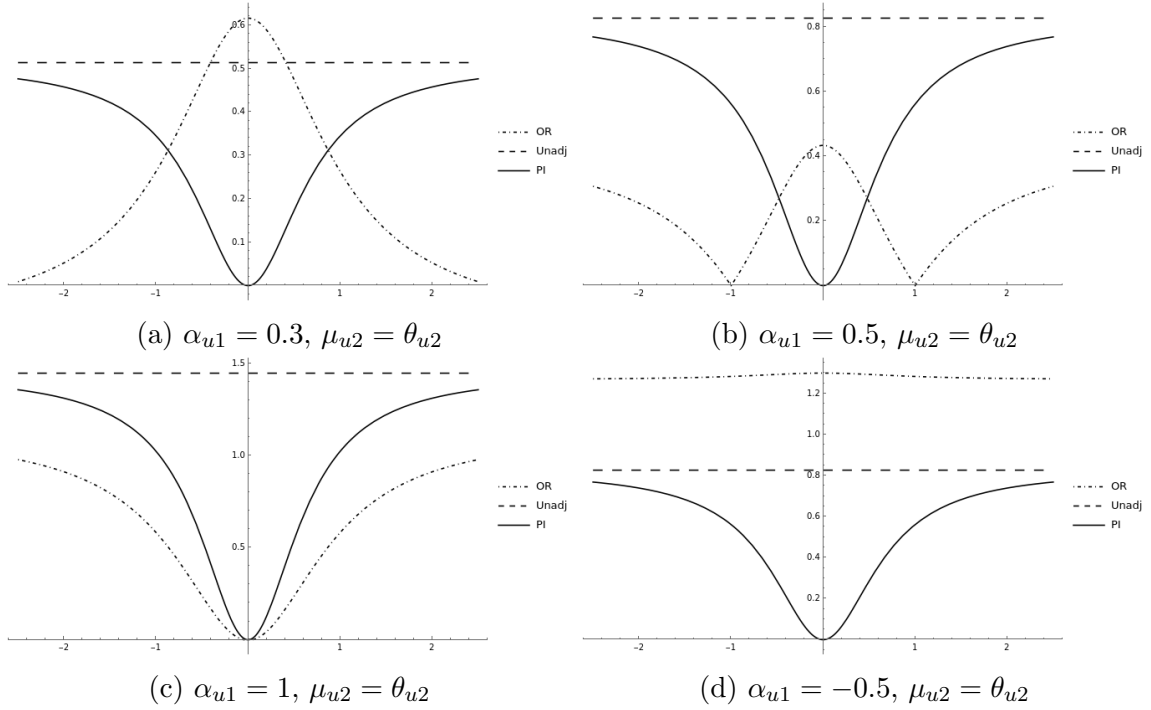 0.6
0.5
0.4
0.3
0.2
0.1
−2 −1 1 2
OR
Unadj
PI
(a) α_{u1} = 0.3, μ_{u2} = θ_{u2}
0.8
0.6
0.4
0.2
−2 −1 1 2
OR
Unadj
PI
(b) α_{u1} = 0.5, μ_{u2} = θ_{u2}
1.5
1.0
0.5
−2 −1 1 2
OR
Unadj
PI
(c) α_{u1} = 1, μ_{u2} = θ_{u2}
1.2
1.0
0.8
0.6
0.4
0.2
−2 −1 1 2
OR
Unadj
PI
(d) α_{u1} = −0.5, μ_{u2} = θ_{u2}